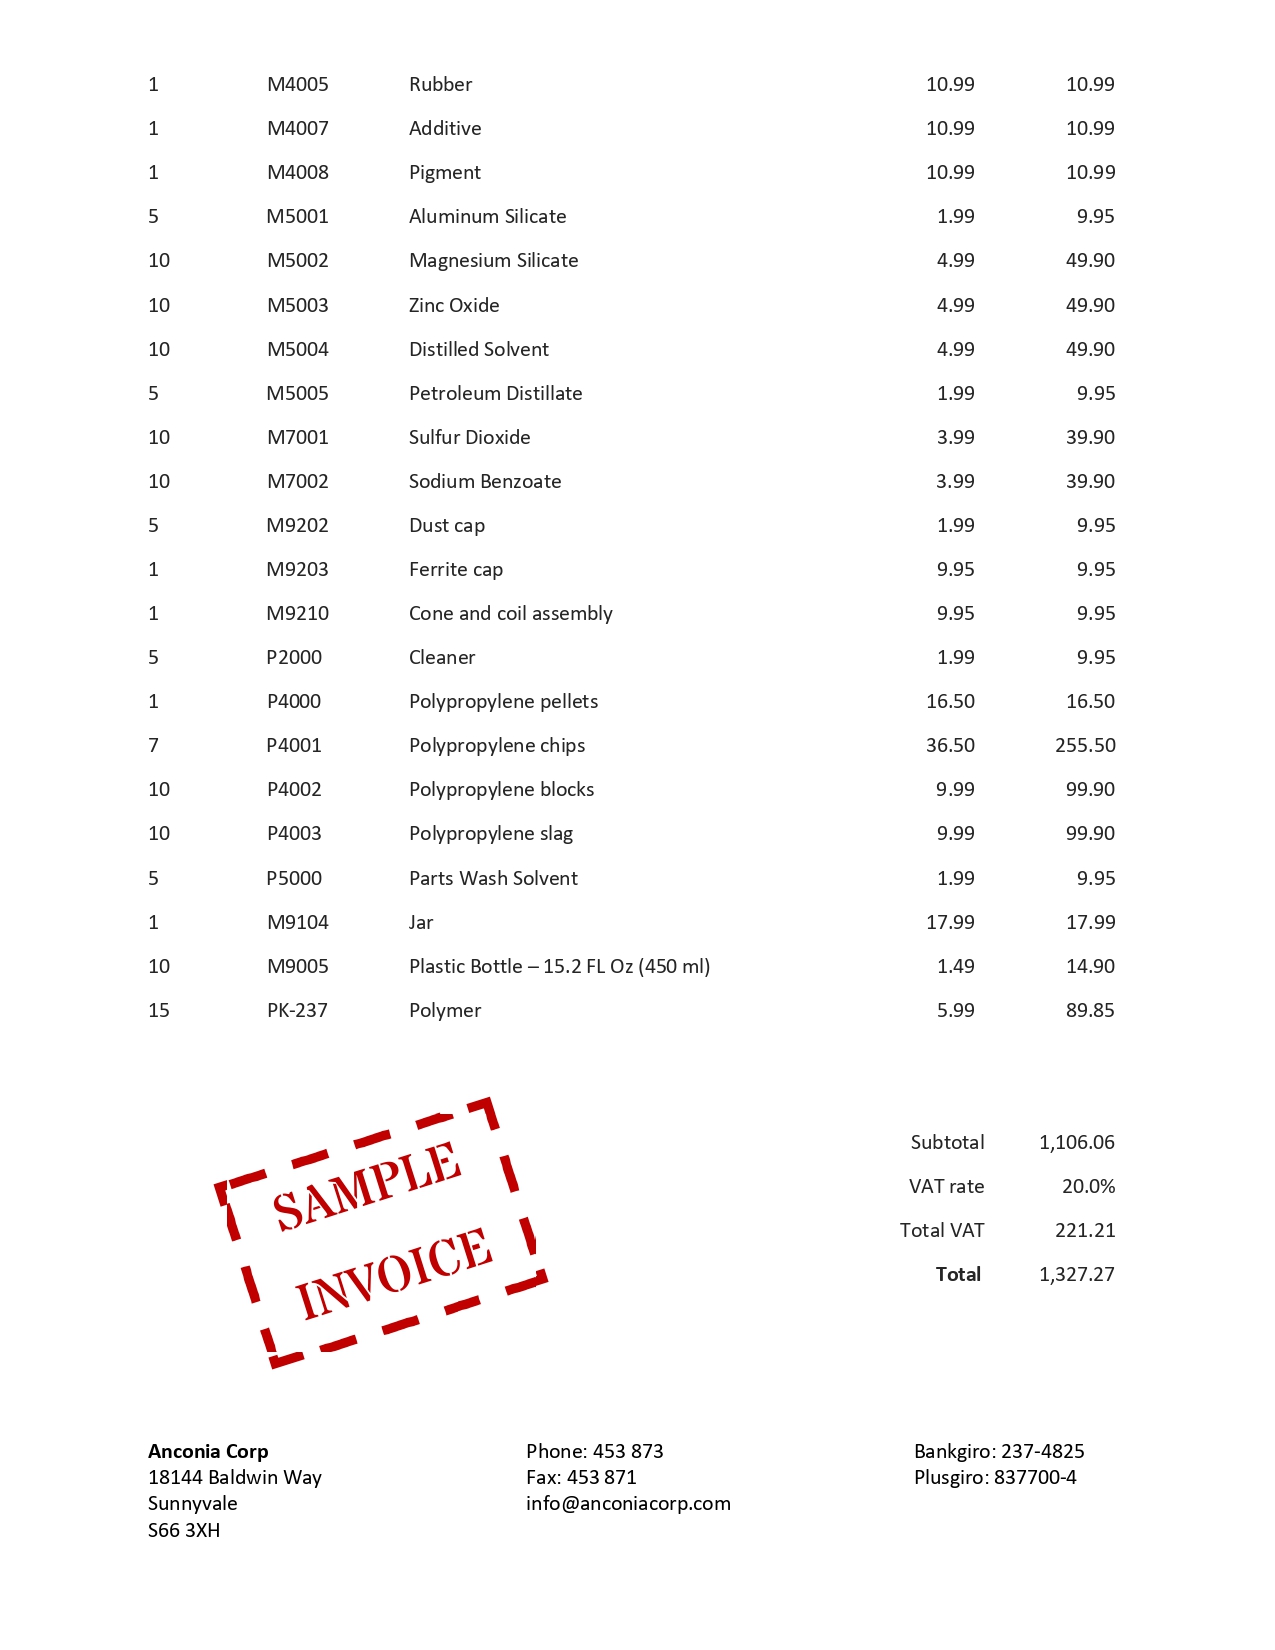 1 M4005 Rubber 10.99 10.99
1 M4007 Additive 10.99 10.99
1 M4008 Pigment 10.99 10.99
5 M5001 Aluminum Silicate 1.99 9.95
10 M5002 Magnesium Silicate 4.99 49.90
10 M5003 Zinc Oxide 4.99 49.90
10 M5004 Distilled Solvent 4.99 49.90
5 M5005 Petroleum Distillate 1.99 9.95
10 M7001 Sulfur Dioxide 3.99 39.90
10 M7002 Sodium Benzoate 3.99 39.90
5 M9202 Dust cap 1.99 9.95
1 M9203 Ferrite cap 9.95 9.95
1 M9210 Cone and coil assembly 9.95 9.95
5 P2000 Cleaner 1.99 9.95
1 P4000 Polypropylene pellets 16.50 16.50
7 P4001 Polypropylene chips 36.50 255.50
10 P4002 Polypropylene blocks 9.99 99.90
10 P4003 Polypropylene slag 9.99 99.90
5 P5000 Parts Wash Solvent 1.99 9.95
1 M9104 Jar 17.99 17.99
10 M9005 Plastic Bottle – 15.2 FL Oz (450 ml) 1.49 14.90
15 PK-237 Polymer 5.99 89.85
SAMPLE
INVOICE
Subtotal 1,106.06
VAT rate 20.0%
Total VAT 221.21
Total 1,327.27
Anconia Corp Phone: 453 873 Bankgiro: 237-4825
18144 Baldwin Way Fax: 453 871 Plusgiro: 837700-4
Sunnyvale info@anconiacorp.com
S66 3XH